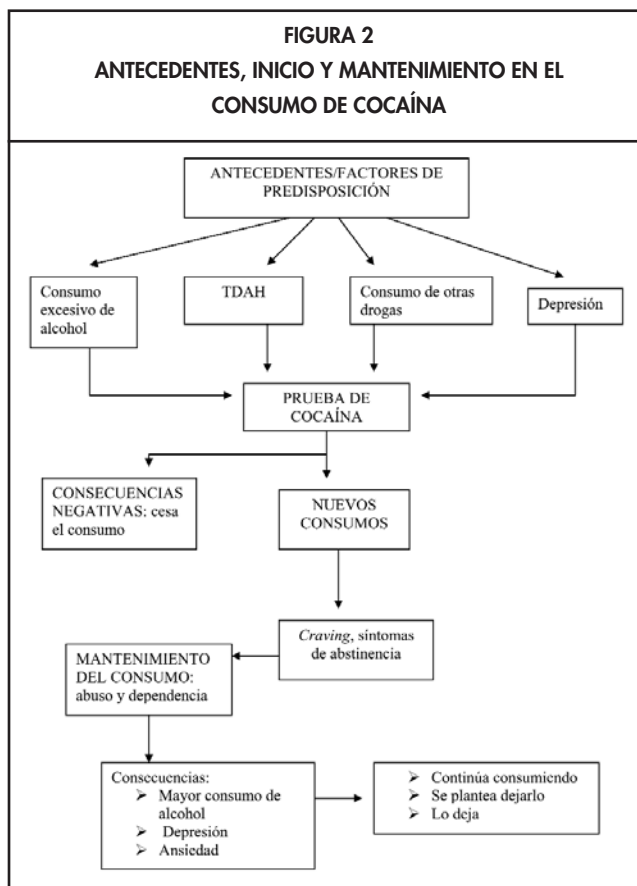 FIGURA 2
ANTECEDENTES, INICIO Y MANTENIMIENTO EN EL
CONSUMO DE COCAÍNA
ANTECEDENTES/FACTORES DE
PREDISPOSICIÓN
Consumo
excesivo de
alcohol
TDAH
Consumo de otras
drogas
Depresión
PRUEBA DE
COCAÍNA
CONSECUENCIAS
NEGATIVAS: cesa
el consumo
NUEVOS
CONSUMOS
Craving, síntomas
de abstinencia
MANTENIMIENTO
DEL CONSUMO:
abuso y dependencia
Consecuencias:
➢ Mayor consumo de
alcohol
➢ Depresión
➢ Ansiedad
➢ Continúa consumiendo
➢ Se plantea dejarlo
➢ Lo deja